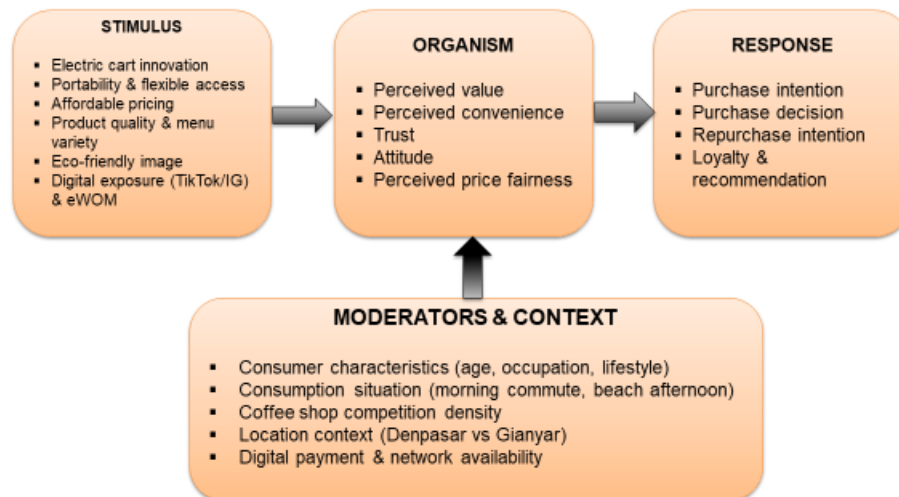 STIMULUS
▪ Electric cart innovation
▪ Portability & flexible access
▪ Affordable pricing
▪ Product quality & menu
variety
▪ Eco-friendly image
▪ Digital exposure (TikTok/IG)
& eWOM
ORGANISM
▪ Perceived value
▪ Perceived convenience
▪ Trust
▪ Attitude
▪ Perceived price fairness
RESPONSE
▪ Purchase intention
▪ Purchase decision
▪ Repurchase intention
▪ Loyalty &
recommendation
MODERATORS & CONTEXT
▪ Consumer characteristics (age, occupation, lifestyle)
▪ Consumption situation (morning commute, beach afternoon)
▪ Coffee shop competition density
▪ Location context (Denpasar vs Gianyar)
▪ Digital payment & network availability